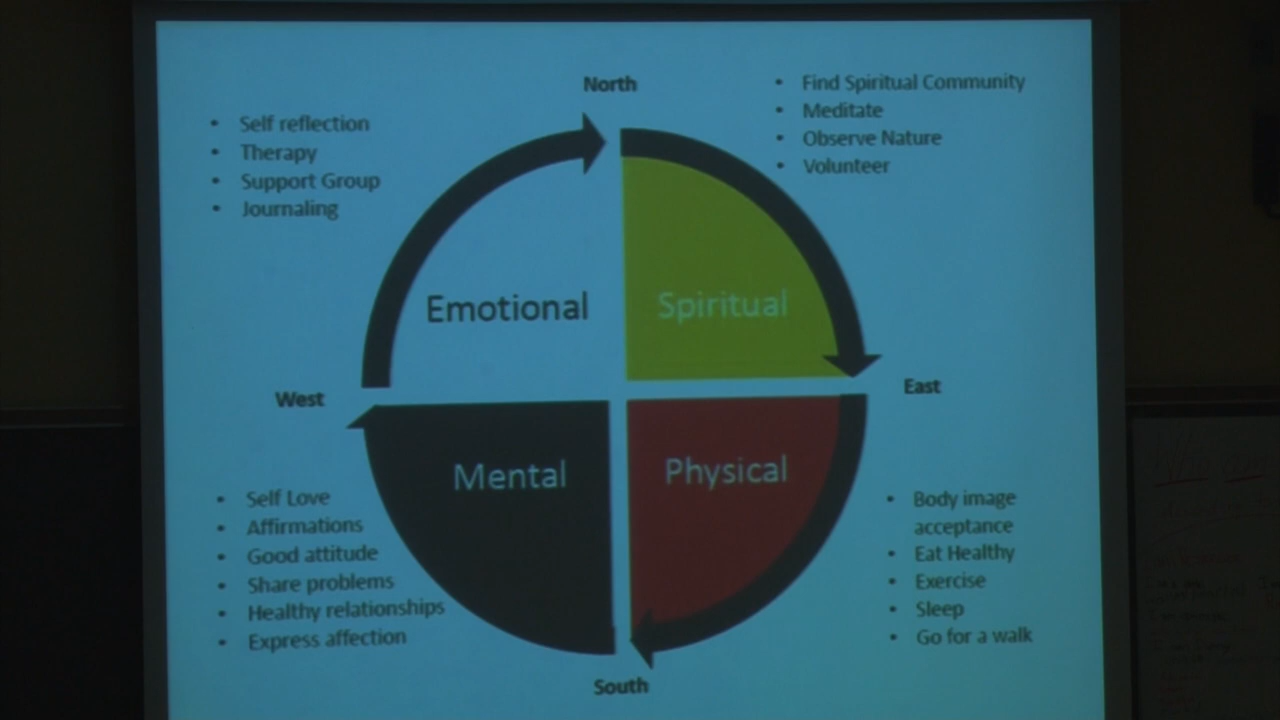 North
• Self reflection
• Therapy
• Support Group
• Journaling
• Find Spiritual Community
• Meditate
• Observe Nature
• Volunteer
Emotional
Spiritual
West
East
Mental
Physical
• Self Love
• Affirmations
• Good attitude
• Share problems
• Healthy relationships
• Express affection
• Body image
acceptance
• Eat Healthy
• Exercise
• Sleep
• Go for a walk
South